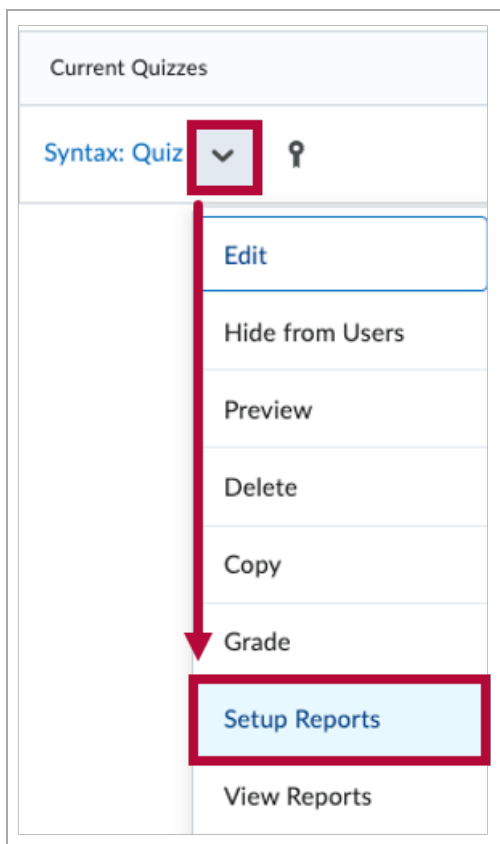 Current Quizzes
Syntax: Quiz
Edit
Hide from Users
Preview
Delete
Copy
Grade
Setup Reports
View Reports